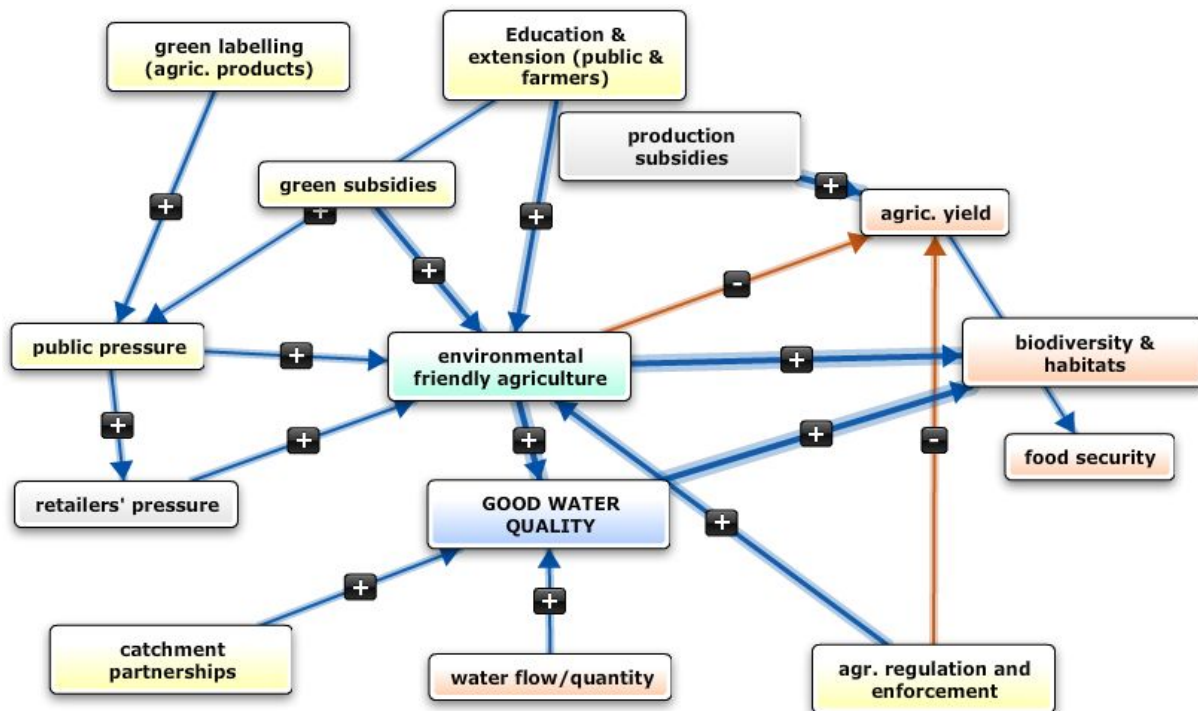 green labelling
(agric. products)
Education &
extension (public &
farmers)
production
subsidies
green subsidies
agric. yield
+
+
+
+
+
-
public pressure
+
environmental
friendly agriculture
+
biodiversity &
habitats
+
+
+
+
-
food security
retailers' pressure
GOOD WATER
QUALITY
+
+
+
catchment
partnerships
water flow/quantity
agr. regulation and
enforcement